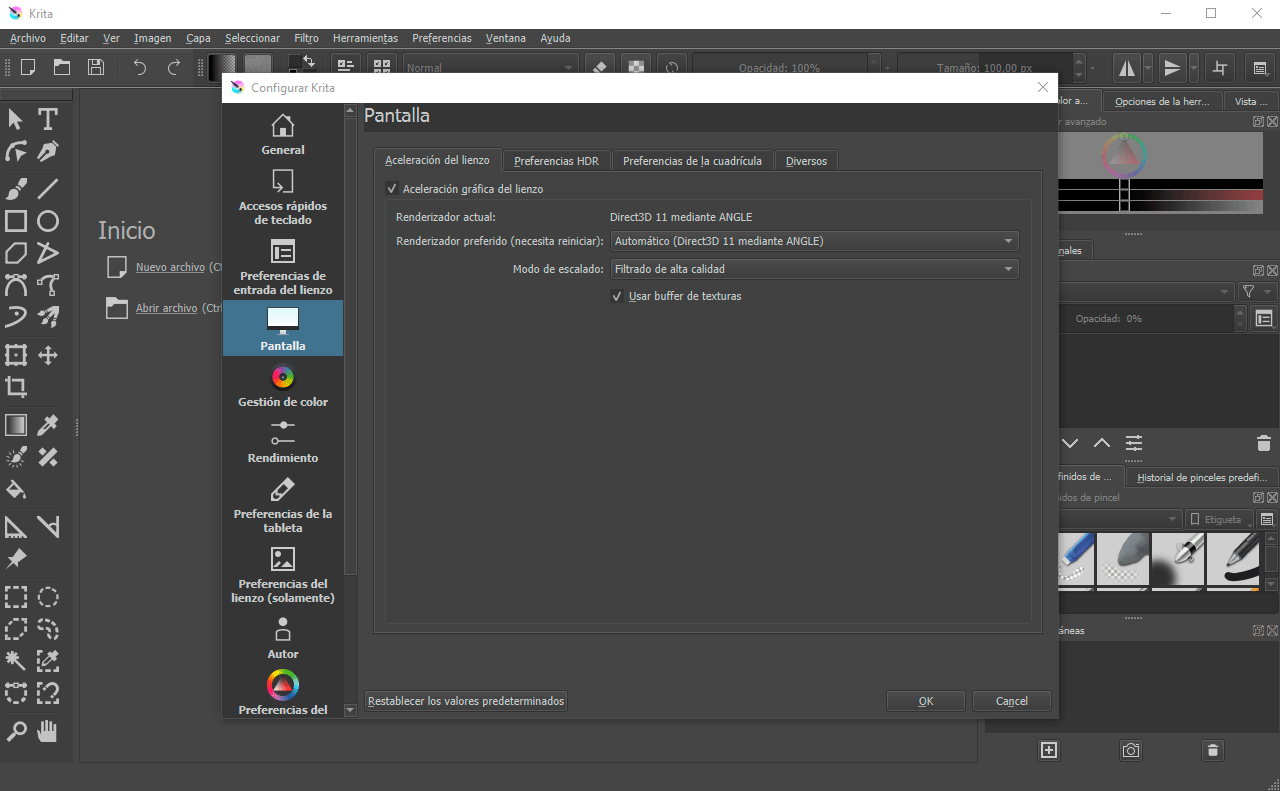 Krita
Archivo Editar Ver Imagen Capa Seleccionar Filtro Herramientas Preferencias Ventana Ayuda
Normal Opacidad: 100% Tamaño: 100,00 px
Configurar Krita
General
Accesos rápidos
de teclado
Preferencias de
entrada del lienzo
Pantalla
Gestión de color
Rendimiento
Preferencias de la
tableta
Preferencias del
lienzo (solamente)
Autor
Preferencias del
Pantalla
Aceleración del lienzo Preferencias HDR Preferencias de la cuadrícula Diversos
Aceleración gráfica del lienzo
Renderizador actual: Direct3D 11 mediante ANGLE
Renderizador preferido (necesita reiniciar): Automático (Direct3D 11 mediante ANGLE)
Modo de escalado: Filtrado de alta calidad
Usar buffer de texturas
Restablecer los valores predeterminados OK Cancel
Inicio
Nuevo archivo (Ct
Abrir archivo (Ctrl
olor a... Opciones de la herr... Vista ...
r avanzado
nales
Opacidad: 0%
finidos de ... Historial de pinceles predefi...
idos de pincel
Etiqueta
táneas